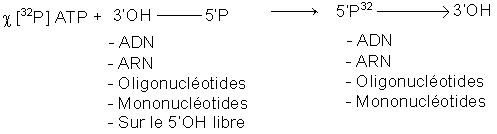 χ [³²P] ATP + 3'OH 5'P 5'P³² 3'OH
- ADN - ADN
- ARN - ARN
- Oligonucléotides - Oligonucléotides
- Mononucléotides - Mononucléotides
- Sur le 5'OH libre